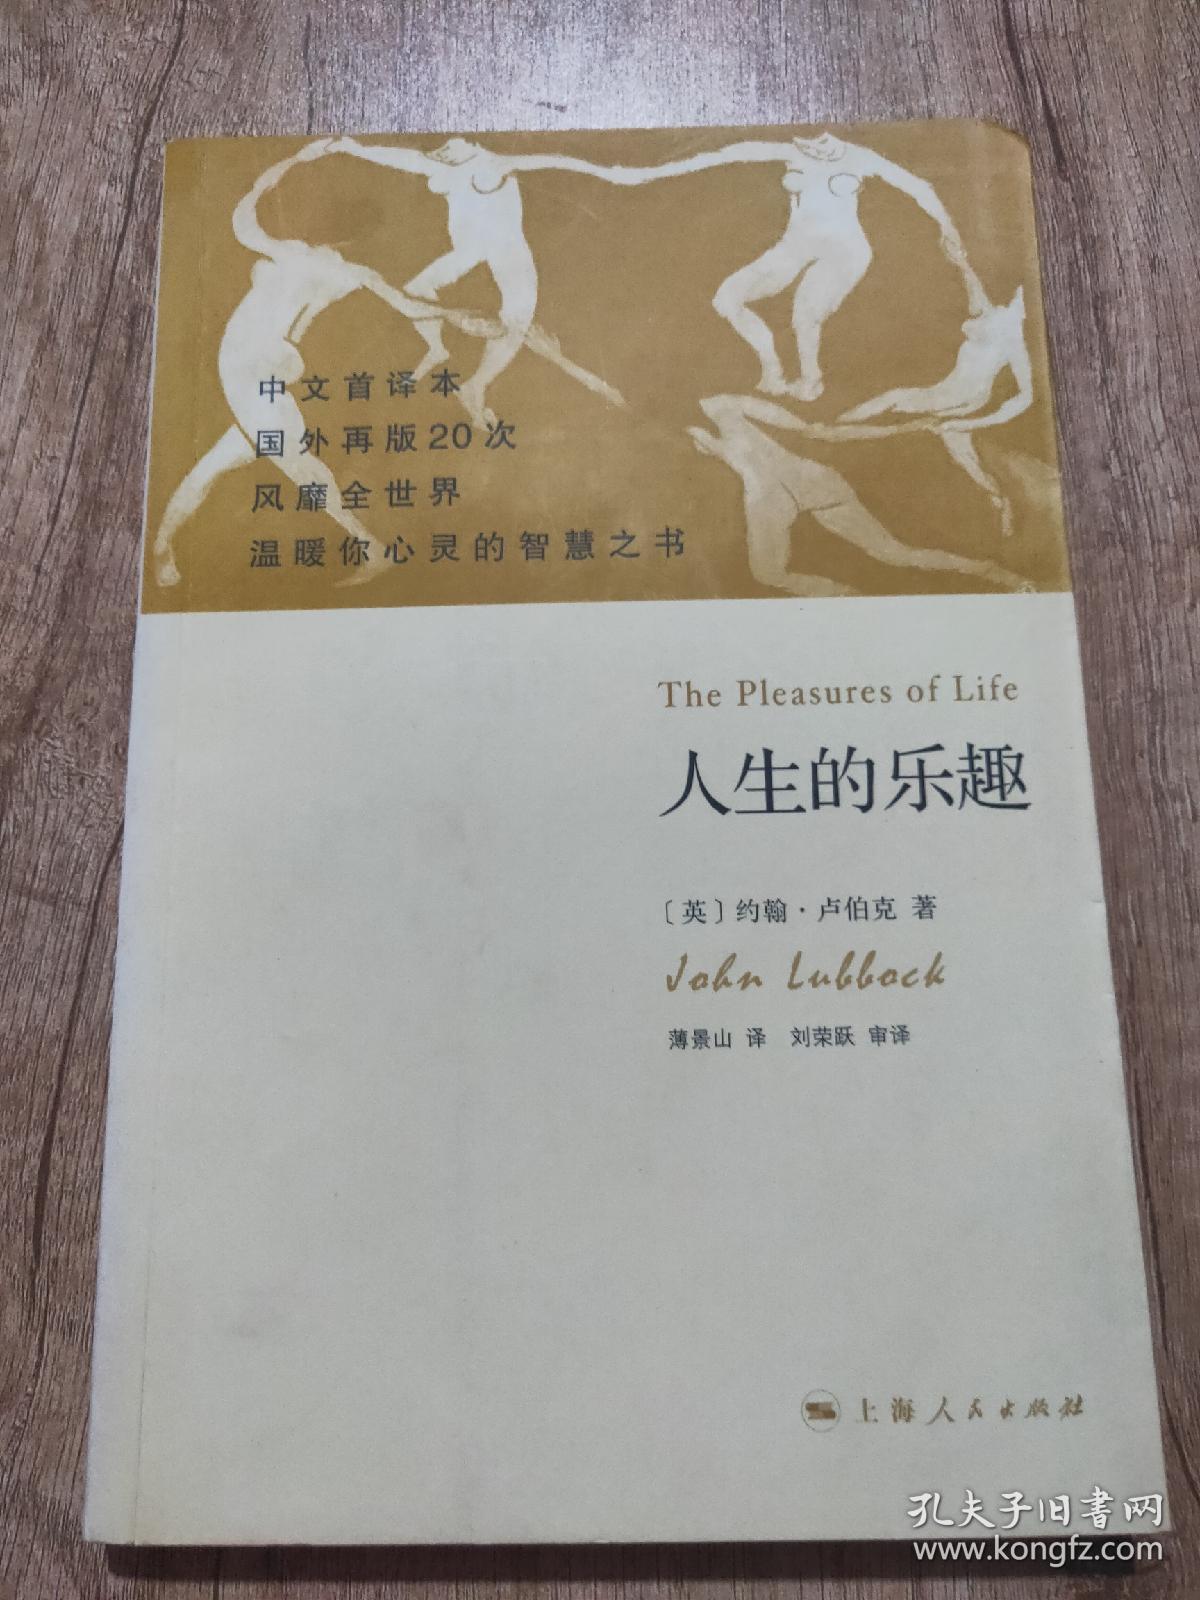 中文首译本
国外再版20次
风靡全世界
温暖你心灵的智慧之书
The Pleasures of Life
人生的乐趣
〔英〕约翰·卢伯克 著
John Lubbock
薄景山 译 刘荣跃 审译
上海人民出版社
孔夫子旧書网
www.kongfz.com